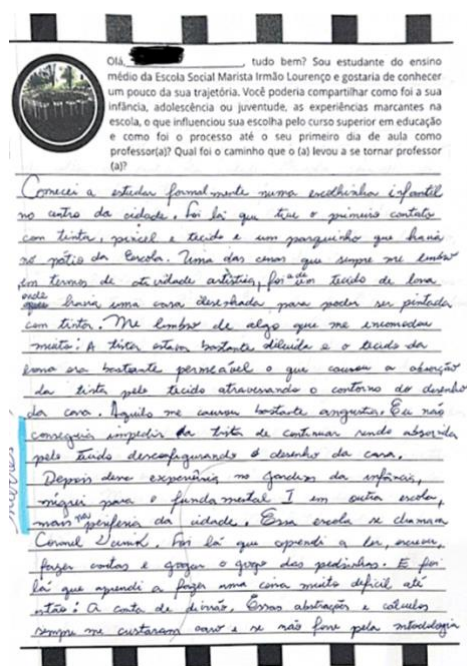 Olá, , tudo bem? Sou estudante do ensino
médio da Escola Social Marista Irmão Lourenço e gostaria de conhecer
um pouco da sua trajetória. Você poderia compartilhar como foi a sua
infância, adolescência ou juventude, as experiências marcantes na
escola, o que influenciou sua escolha pelo curso superior em educação
e como foi o processo até o seu primeiro dia de aula como
professor(a)? Qual foi o caminho que o (a) levou a se tornar professor
(a)?
Comecei a estudar formalmente numa escolhinha infantil
no centro da cidade. Foi lá que tive o primeiro contato
com tinta, pincel e tecido e um parquinho que havia
no pátio da Escola. Uma das cenas que sempre me lembro
em termos de atividade artística, foi a de um tecido de lona
onde havia uma casa desenhada para poder ser pintada
com tinta. Me lembro de algo que me incomodou
muito: A tinta estava bastante diluída e o tecido da
lona era bastante permeável o que causou a absorção
da tinta pelo tecido atravessando o contorno do desenho
da casa. Aquilo me causou bastante angústia. Eu não
conseguia impedir a tinta de continuar sendo absorvida
pelo tecido desconfigurando o desenho da casa.
Depois dessa experiência no jardim da infância,
migrei para o fundamental I em outra escola,
mais na periferia da cidade. Essa escola se chamava
Coronel . Foi lá que aprendi a ler, escrever,
fazer contas e jogar o jogo das pedrinhas. E foi
lá que aprendi a fazer uma coisa muito difícil até
então: A conta de divisão. Essas abstrações e cálculos
sempre me custaram caro e se não fosse pela metodologia